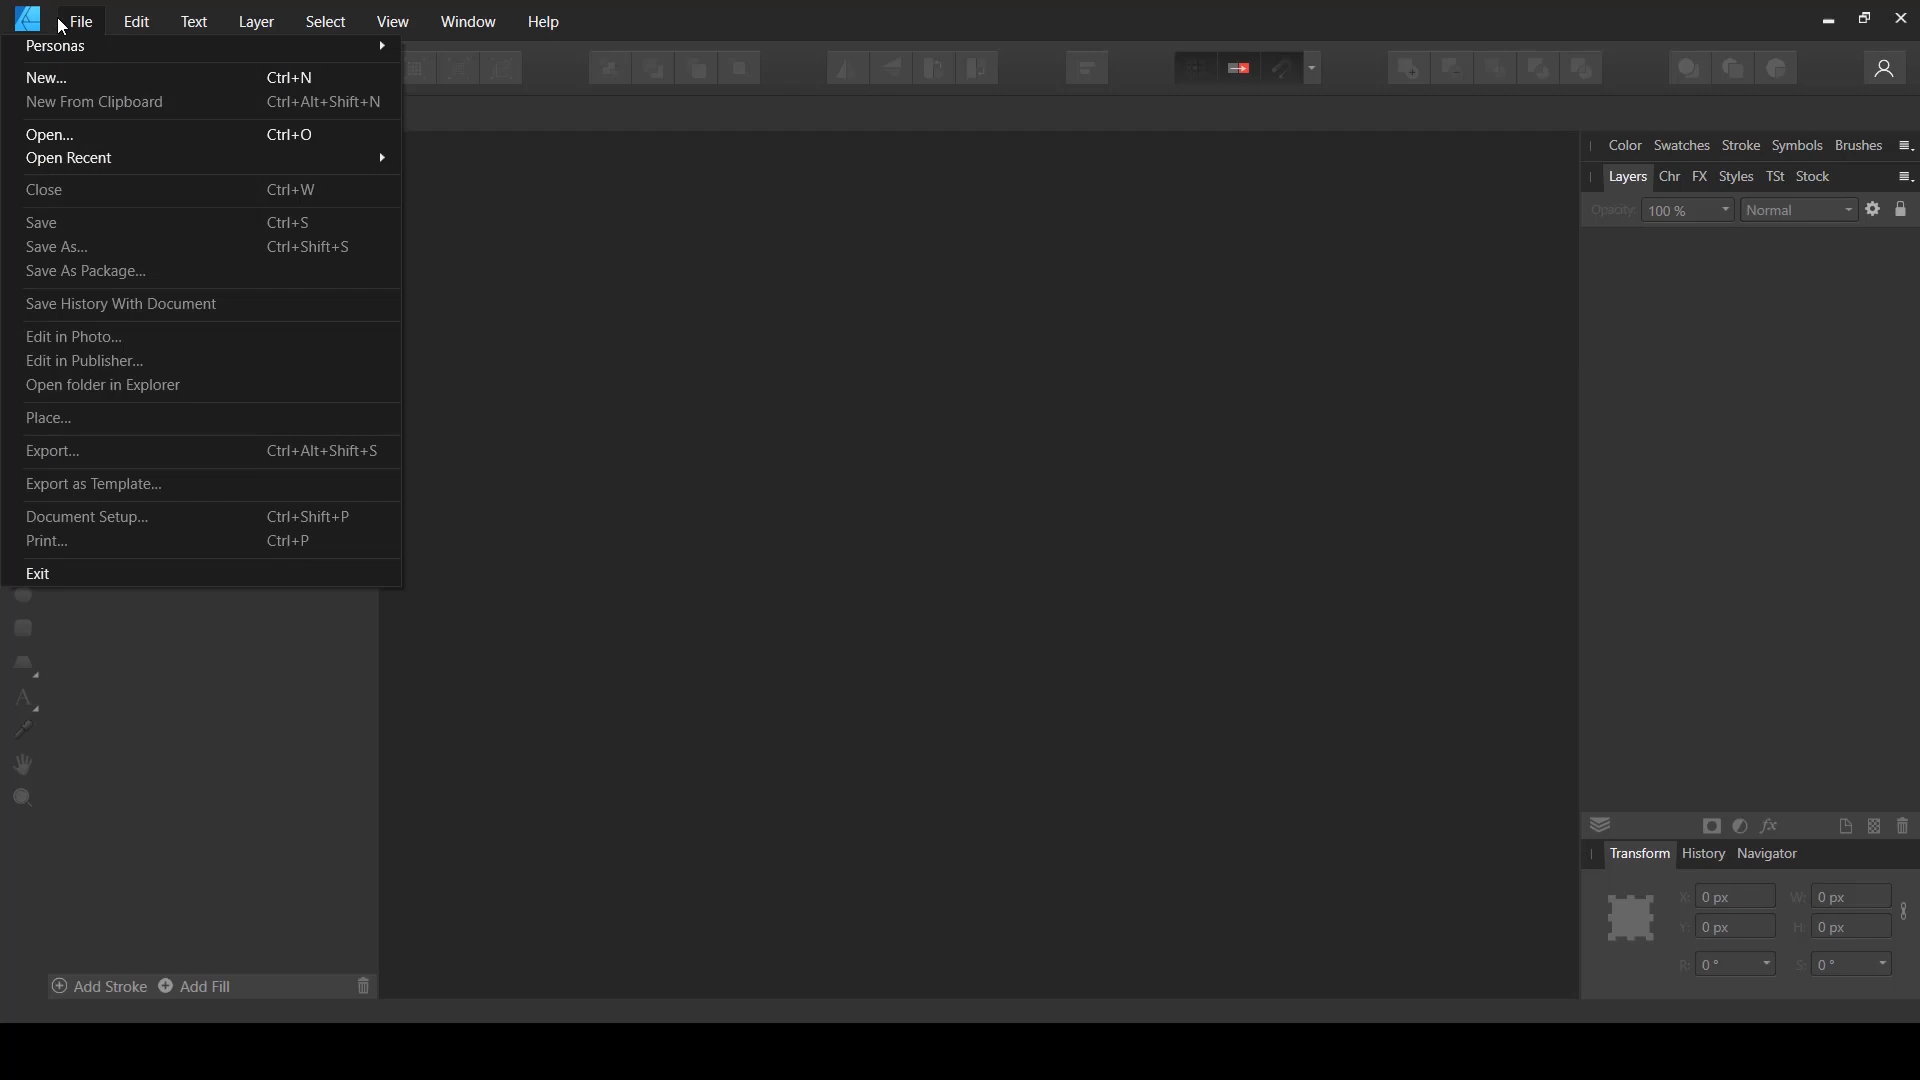 File Edit Text Layer Select View Window Help
Personas
New... Ctrl+N
New From Clipboard Ctrl+Alt+Shift+N
Open... Ctrl+O
Open Recent
Close Ctrl+W
Save Ctrl+S
Save As... Ctrl+Shift+S
Save As Package...
Save History With Document
Edit in Photo...
Edit in Publisher...
Open folder in Explorer
Place...
Export... Ctrl+Alt+Shift+S
Export as Template...
Document Setup... Ctrl+Shift+P
Print... Ctrl+P
Exit
Add Stroke Add Fill
Color Swatches Stroke Symbols Brushes
Layers Chr FX Styles TSt Stock
Opacity: 100 % Normal
Transform History Navigator
X: 0 px W: 0 px
Y: 0 px H: 0 px
R: 0 ° S: 0 °